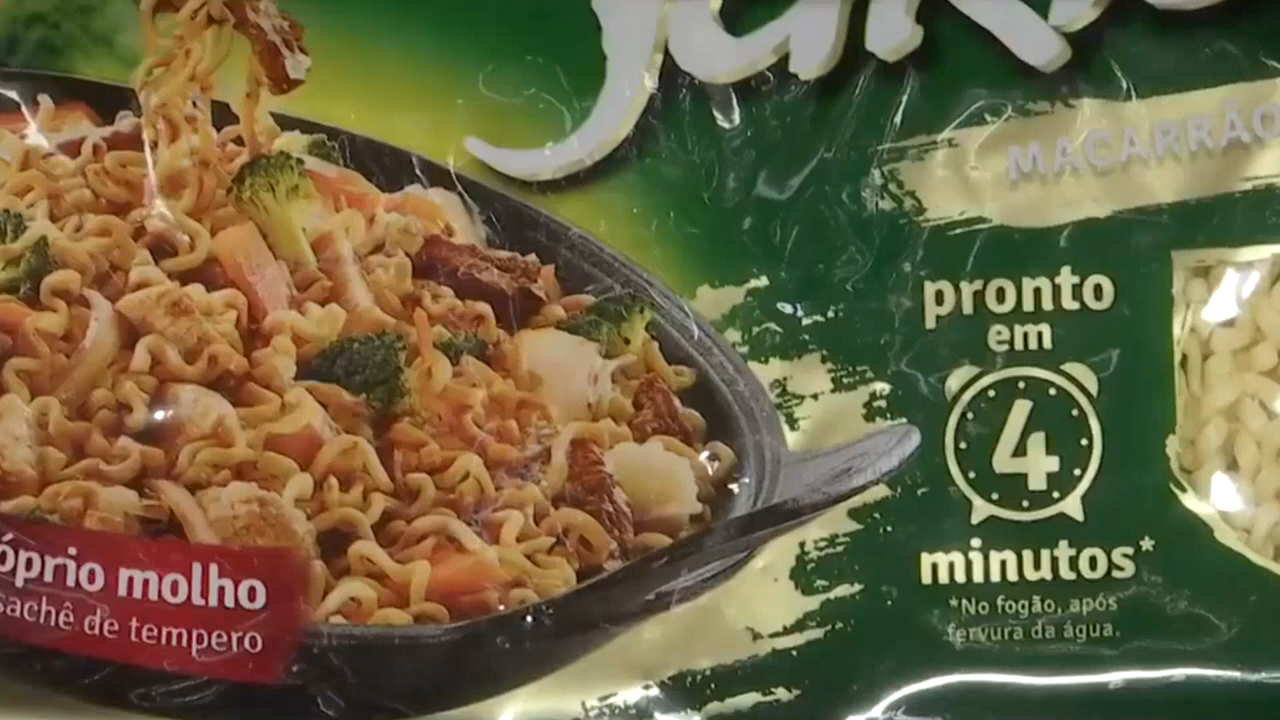 MACARRÃO
pronto
em
4
minutos*
*No fogão, após
fervura da água.
óprio molho
sachê de tempero